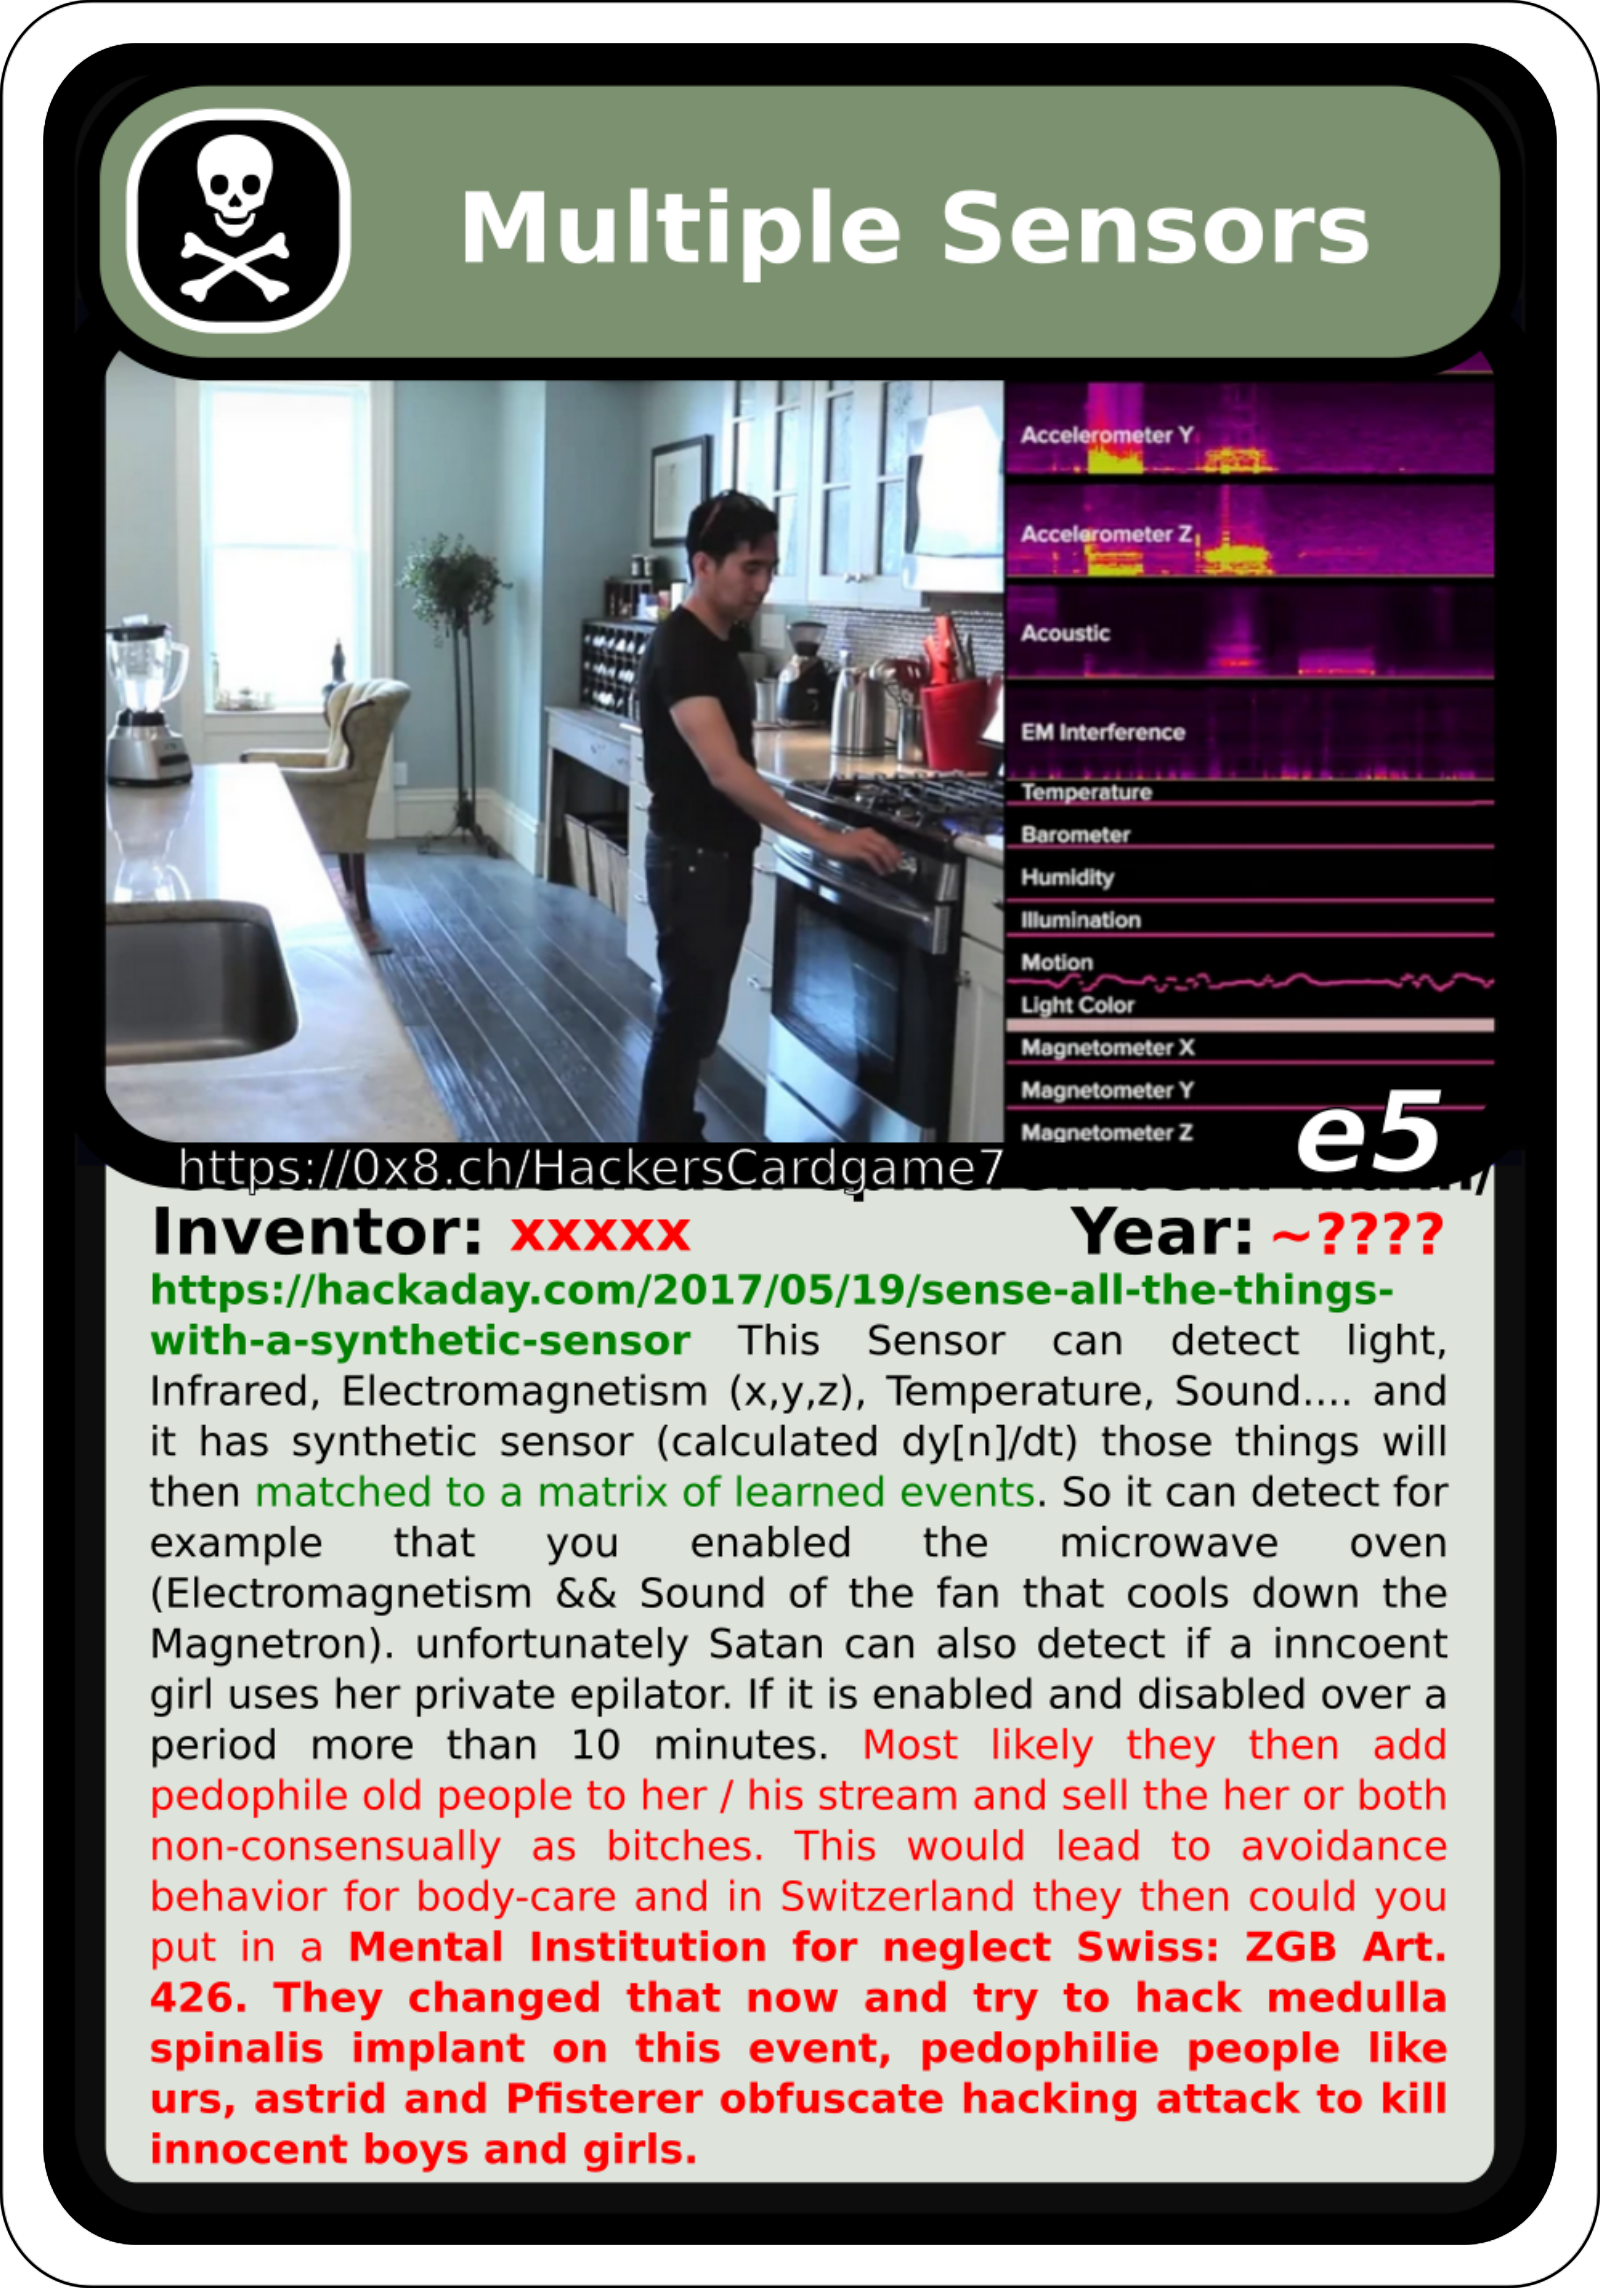 Multiple Sensors
Accelerometer Y
Accelerometer Z
Acoustic
EM Interference
Temperature
Barometer
Humidity
Illumination
Motion
Light Color
Magnetometer X
Magnetometer Y
Magnetometer Z
e5
https://0x8.ch/HackersCardgame7
Inventor: xxxxx Year: ~????
https://hackaday.com/2017/05/19/sense-all-the-things-
with-a-synthetic-sensor This Sensor can detect light,
Infrared, Electromagnetism (x,y,z), Temperature, Sound.... and
it has synthetic sensor (calculated dy[n]/dt) those things will
then matched to a matrix of learned events. So it can detect for
example that you enabled the microwave oven
(Electromagnetism && Sound of the fan that cools down the
Magnetron). unfortunately Satan can also detect if a inncoent
girl uses her private epilator. If it is enabled and disabled over a
period more than 10 minutes. Most likely they then add
pedophile old people to her / his stream and sell the her or both
non-consensually as bitches. This would lead to avoidance
behavior for body-care and in Switzerland they then could you
put in a Mental Institution for neglect Swiss: ZGB Art.
426. They changed that now and try to hack medulla
spinalis implant on this event, pedophilie people like
urs, astrid and Pfisterer obfuscate hacking attack to kill
innocent boys and girls.